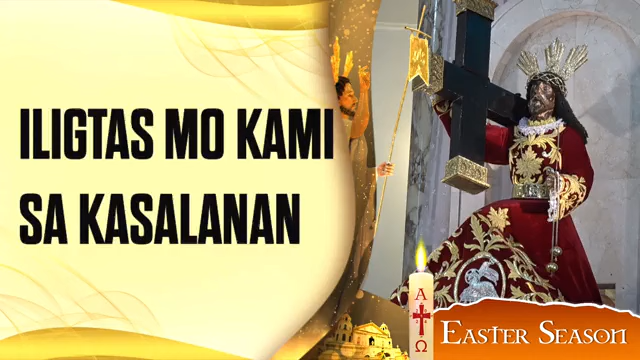 ILIGTAS MO KAMI
SA KASALANAN
Α
Ω
EASTER SEASON